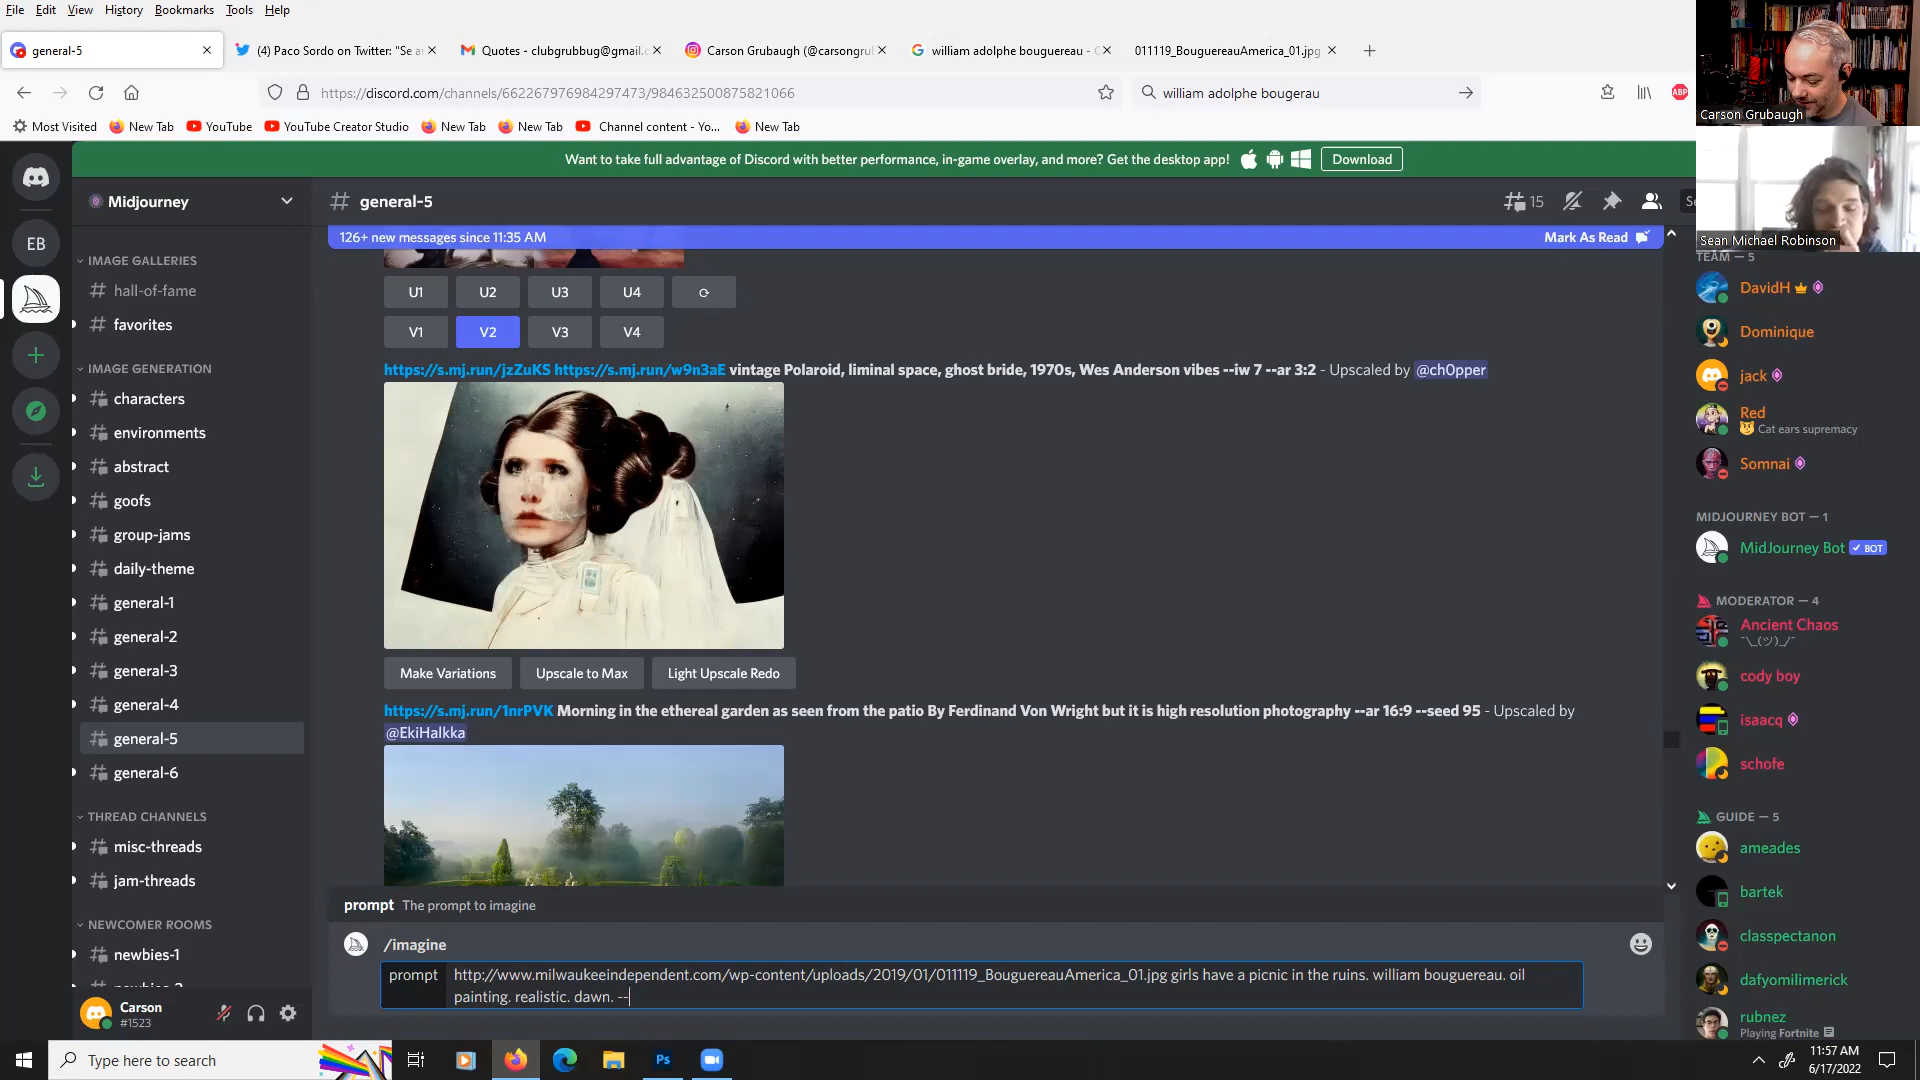 File Edit View History Bookmarks Tools Help
general-5
(4) Paco Sordo on Twitter: "Se a
Quotes - clubgrubbug@gmail.c
Carson Grubaugh (@carsongru
william adolphe bouguereau - G
011119_BouguereauAmerica_01.jpg
https://discord.com/channels/662267976984297473/984632500875821066
william adolphe bougerau
ABP
Most Visited New Tab YouTube YouTube Creator Studio New Tab New Tab Channel content - Yo... New Tab
Carson Grubaugh
Sean Michael Robinson
Want to take full advantage of Discord with better performance, in-game overlay, and more? Get the desktop app! Download
EB
Midjourney
IMAGE GALLERIES
hall-of-fame
favorites
IMAGE GENERATION
characters
environments
abstract
goofs
group-jams
daily-theme
general-1
general-2
general-3
general-4
general-5
general-6
THREAD CHANNELS
misc-threads
jam-threads
NEWCOMER ROOMS
newbies-1
Carson
#1523
# general-5
15
Se
126+ new messages since 11:35 AM
Mark As Read
U1 U2 U3 U4
V1 V2 V3 V4
https://s.mj.run/jzZuKS https://s.mj.run/w9n3aE vintage Polaroid, liminal space, ghost bride, 1970s, Wes Anderson vibes --iw 7 --ar 3:2 - Upscaled by @ch0pper
Make Variations Upscale to Max Light Upscale Redo
https://s.mj.run/1nrPVK Morning in the ethereal garden as seen from the patio By Ferdinand Von Wright but it is high resolution photography --ar 16:9 --seed 95 - Upscaled by
@EkiHalkka
prompt The prompt to imagine
/imagine
prompt http://www.milwaukeeindependent.com/wp-content/uploads/2019/01/011119_BouguereauAmerica_01.jpg girls have a picnic in the ruins. william bouguereau. oil
painting. realistic. dawn. --
TEAM — 5
DavidH
Dominique
jack
Red
Cat ears supremacy
Somnai
MIDJOURNEY BOT — 1
MidJourney Bot BOT
MODERATOR — 4
Ancient Chaos
¯\_(ツ)_/¯
cody boy
isaacq
schofe
GUIDE — 5
ameades
bartek
classpectanon
dafyomilimerick
rubnez
Playing Fortnite
Type here to search
Ps
11:57 AM
6/17/2022